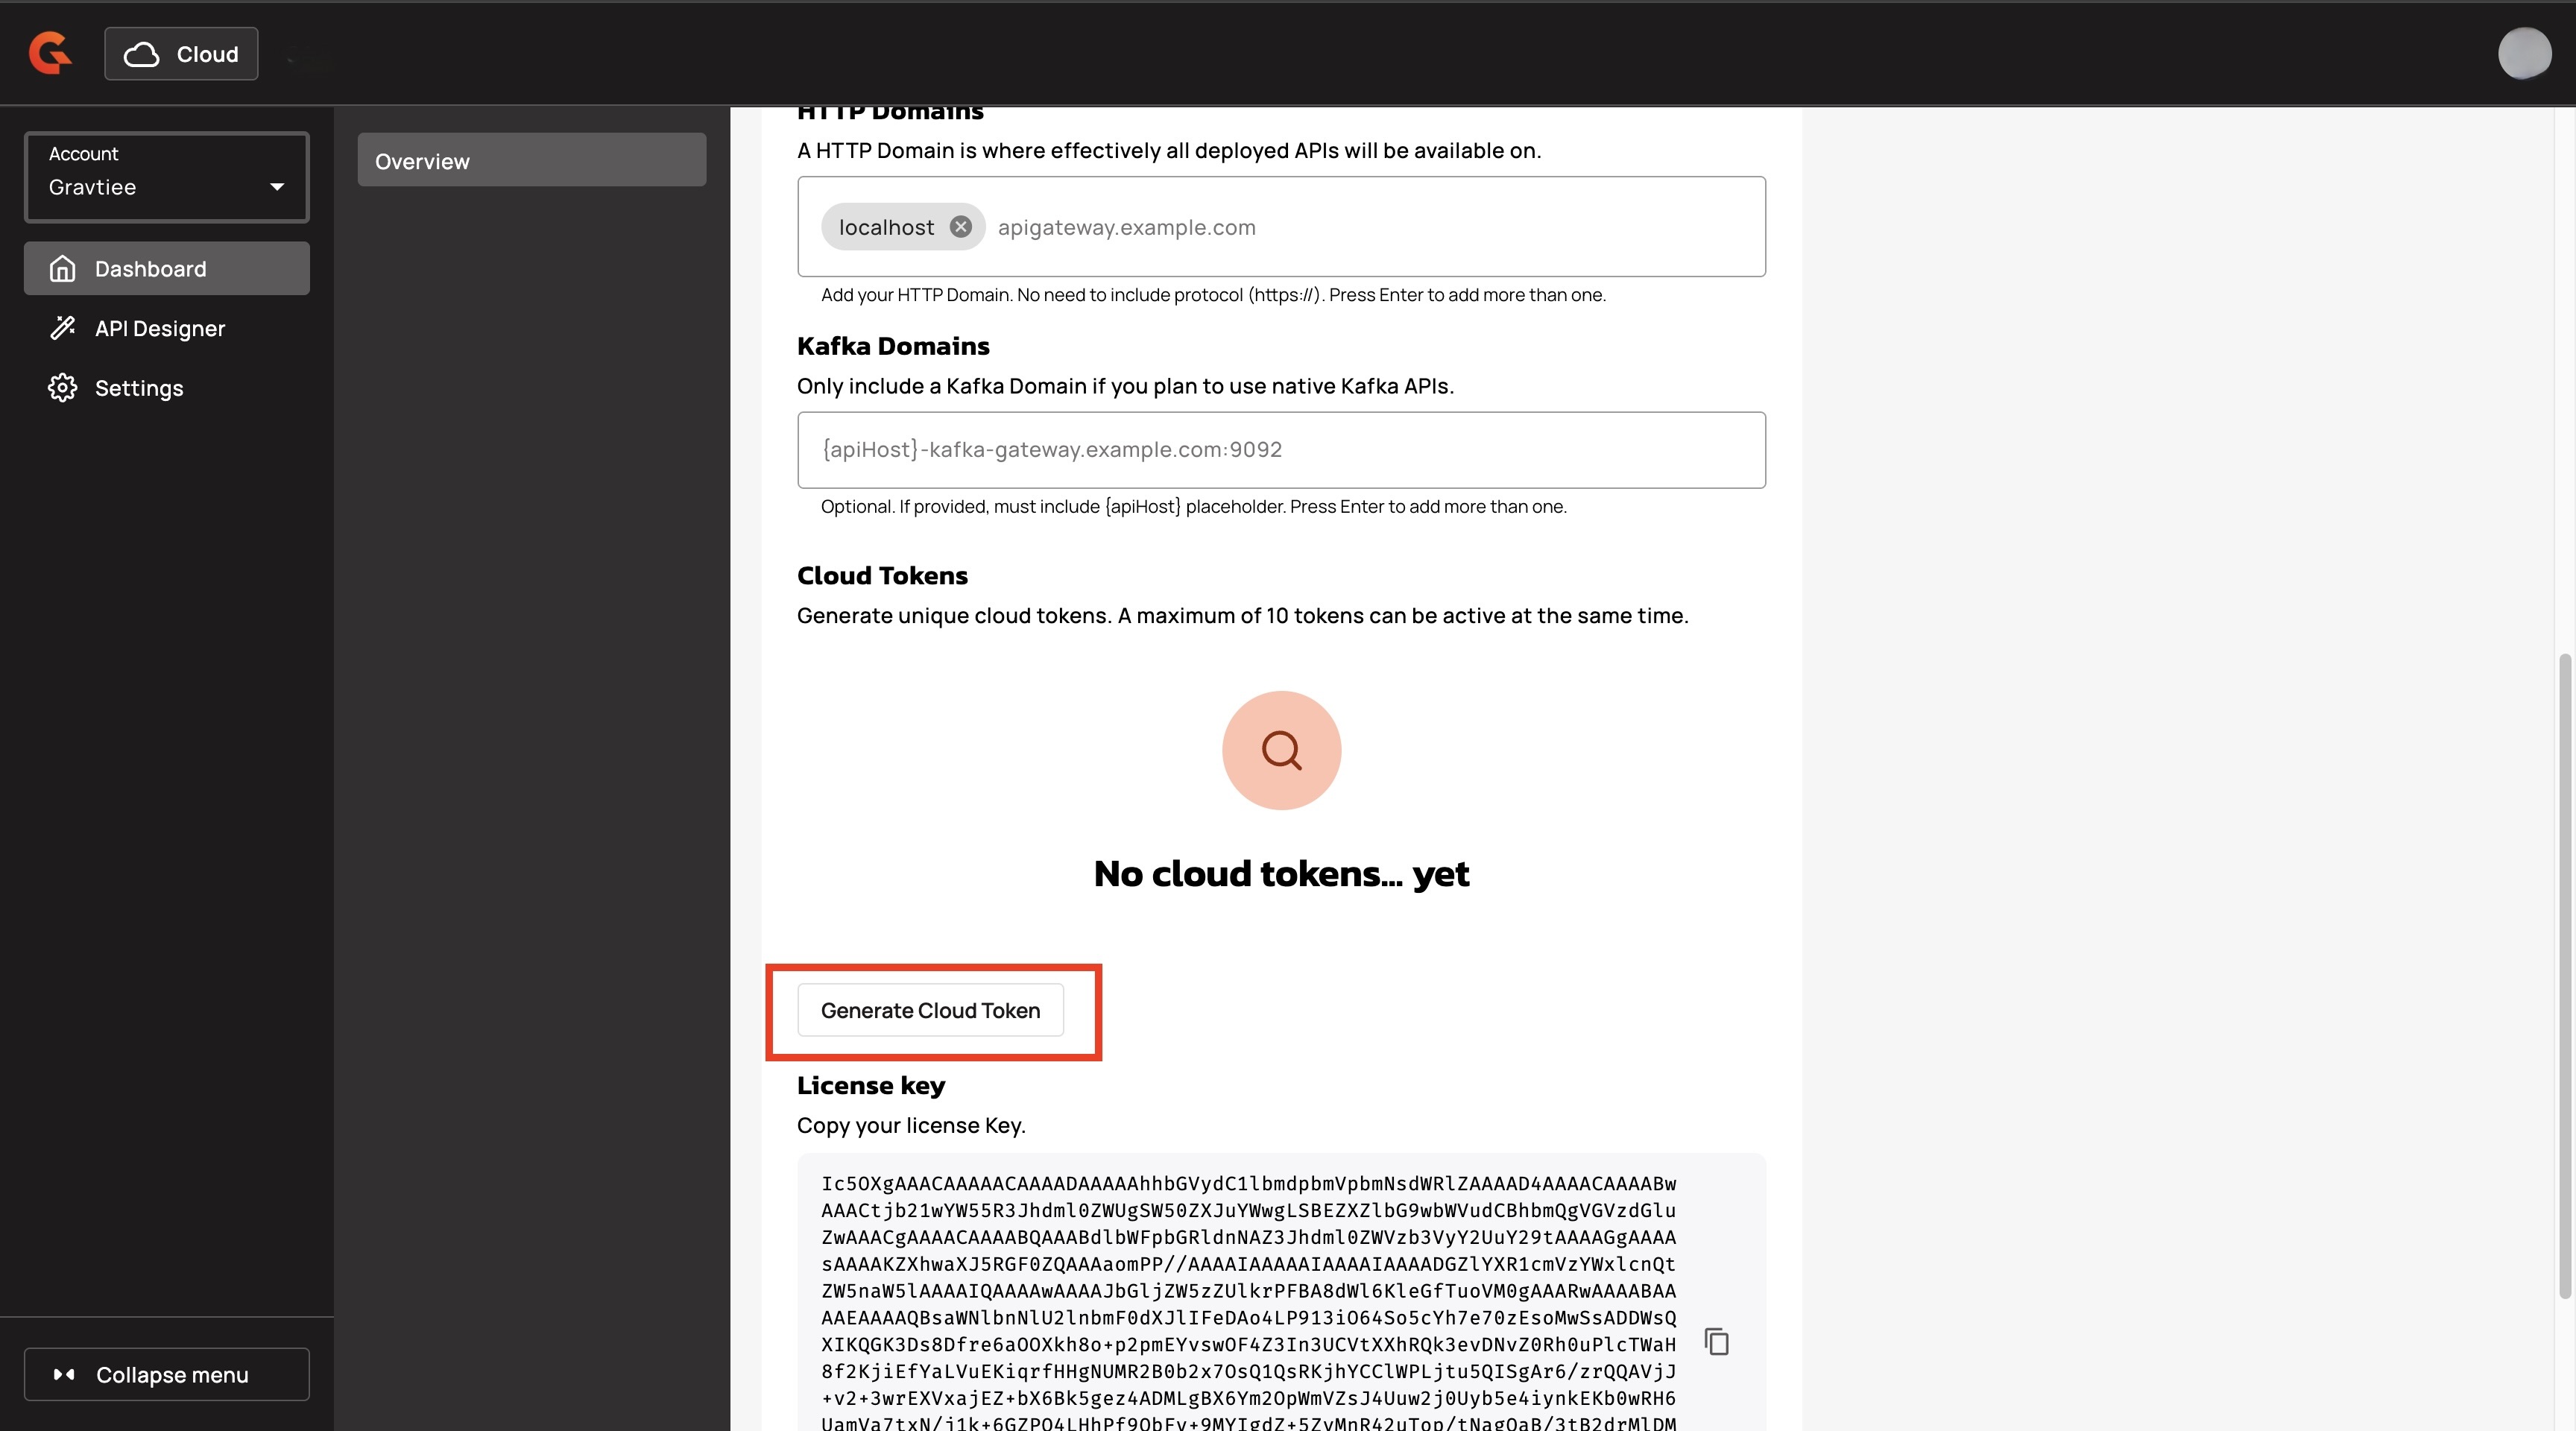 Cloud
Account
Gravtiee
Dashboard
API Designer
Settings
Collapse menu
Overview
HTTP Domains
A HTTP Domain is where effectively all deployed APIs will be available on.
localhost apigateway.example.com
Add your HTTP Domain. No need to include protocol (https://). Press Enter to add more than one.
Kafka Domains
Only include a Kafka Domain if you plan to use native Kafka APIs.
{apiHost}-kafka-gateway.example.com:9092
Optional. If provided, must include {apiHost} placeholder. Press Enter to add more than one.
Cloud Tokens
Generate unique cloud tokens. A maximum of 10 tokens can be active at the same time.
No cloud tokens... yet
Generate Cloud Token
License key
Copy your license Key.
Ic5OXgAAACAAAAACAAAADAAAAAhhbGVydC1lbmdpbmVpbmNsdWRlZAAAAD4AAAACAAAABw
AAACtjb21wYW55R3Jhdml0ZWUgSW50ZXJuYWwgLSBEZXZlbG9wbWVudCBhbmQgVGVzdGlu
ZwAAACgAAAACAAAABQAAABdlbWFpbGRldnNAZ3Jhdml0ZWVzb3VyY2UuY29tAAAAGgAAAA
sAAAAKZXhwaXJ5RGF0ZQAAAaomPP//AAAAIAAAAAIAAAAIAAAADGZlYXR1cmVzYWxlcnQt
ZW5naW5lAAAAIQAAAAwAAAAJbGljZW5zZUlkrPFBA8dWl6KleGfTuoVM0gAAARwAAAABAA
AAEAAAAQBsaWNlbnNlU2lnbmF0dXJlIFeDAo4LP913iO64So5cYh7e70zEsoMwSsADDWsQ
XIKQGK3Ds8Dfre6aOOXkh8o+p2pmEYvswOF4Z3In3UCVtXXhRQk3evDNvZ0Rh0uPlcTWaH
8f2KjiEfYaLVuEKiqrfHHgNUMR2B0b2x7OsQ1QsRKjhYCClWPLjtu5QISgAr6/zrQQAVjJ
+v2+3wrEXVxajEZ+bX6Bk5gez4ADMLgBX6Ym2OpWmVZsJ4Uuw2j0Uyb5e4iynkEKb0wRH6